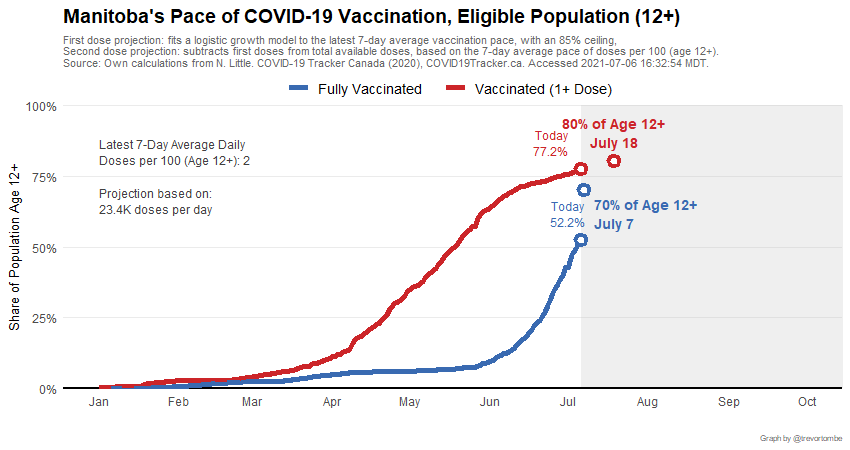 Manitoba's Pace of COVID-19 Vaccination, Eligible Population (12+)
First dose projection: fits a logistic growth model to the latest 7-day average vaccination pace, with an 85% ceiling,
Second dose projection: subtracts first doses from total available doses, based on the 7-day average pace of doses per 100 (age 12+).
Source: Own calculations from N. Little. COVID-19 Tracker Canada (2020), COVID19Tracker.ca. Accessed 2021-07-06 16:32:54 MDT.
Fully Vaccinated
Vaccinated (1+ Dose)
100%
75%
50%
25%
0%
Share of Population Age 12+
Latest 7-Day Average Daily
Doses per 100 (Age 12+): 2
Projection based on:
23.4K doses per day
80% of Age 12+
July 18
Today
77.2%
70% of Age 12+
July 7
Today
52.2%
Jan Feb Mar Apr May Jun Jul Aug Sep Oct
Graph by @trevortombe